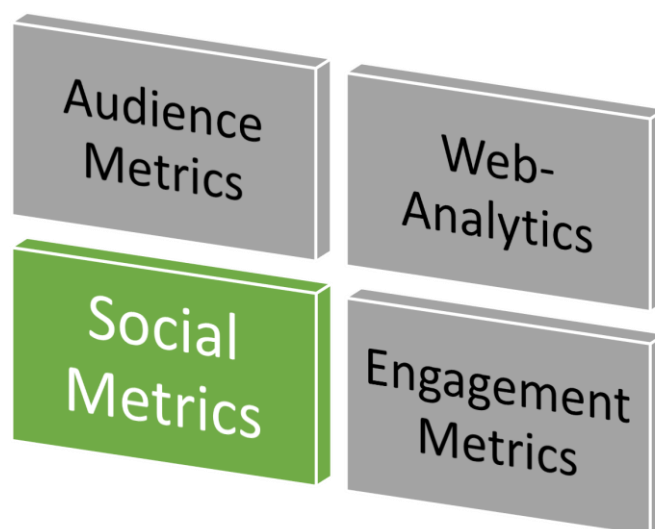 Audience
Metrics
Web-
Analytics
Social
Metrics
Engagement
Metrics